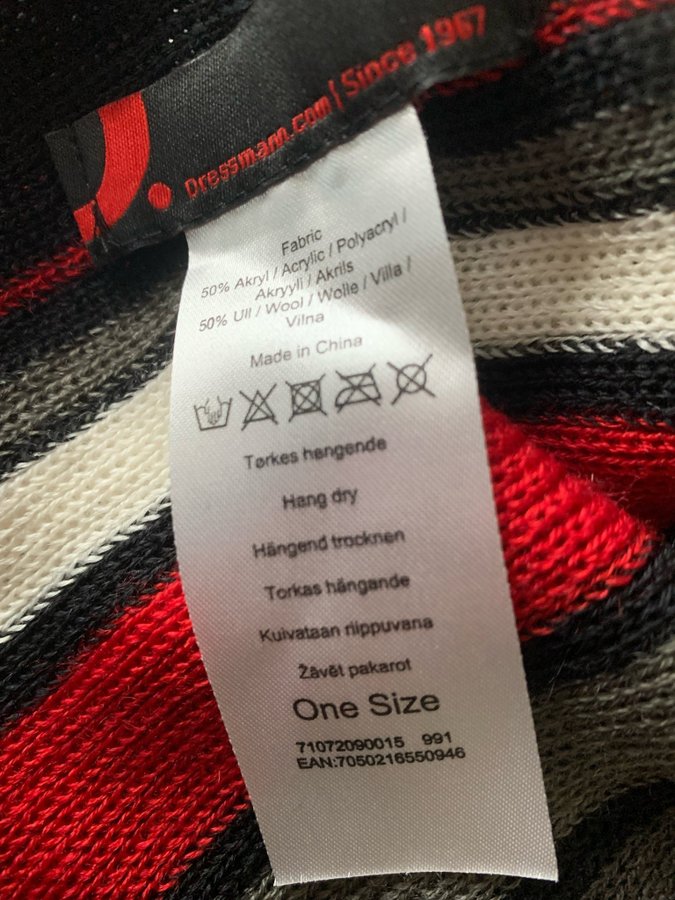 Dressmann.com | Since 1967
Fabric
50% Akryl / Acrylic / Polyacryl /
Akryyli / Akrils
50% Ull / Wool / Wolle / Villa /
Vilna
Made in China
Tørkes hengende
Hang dry
Hängend trocknen
Torkas hängande
Kuivataan riippuvana
Žāvēt pakarot
One Size
71072090015 991
EAN:7050216550946